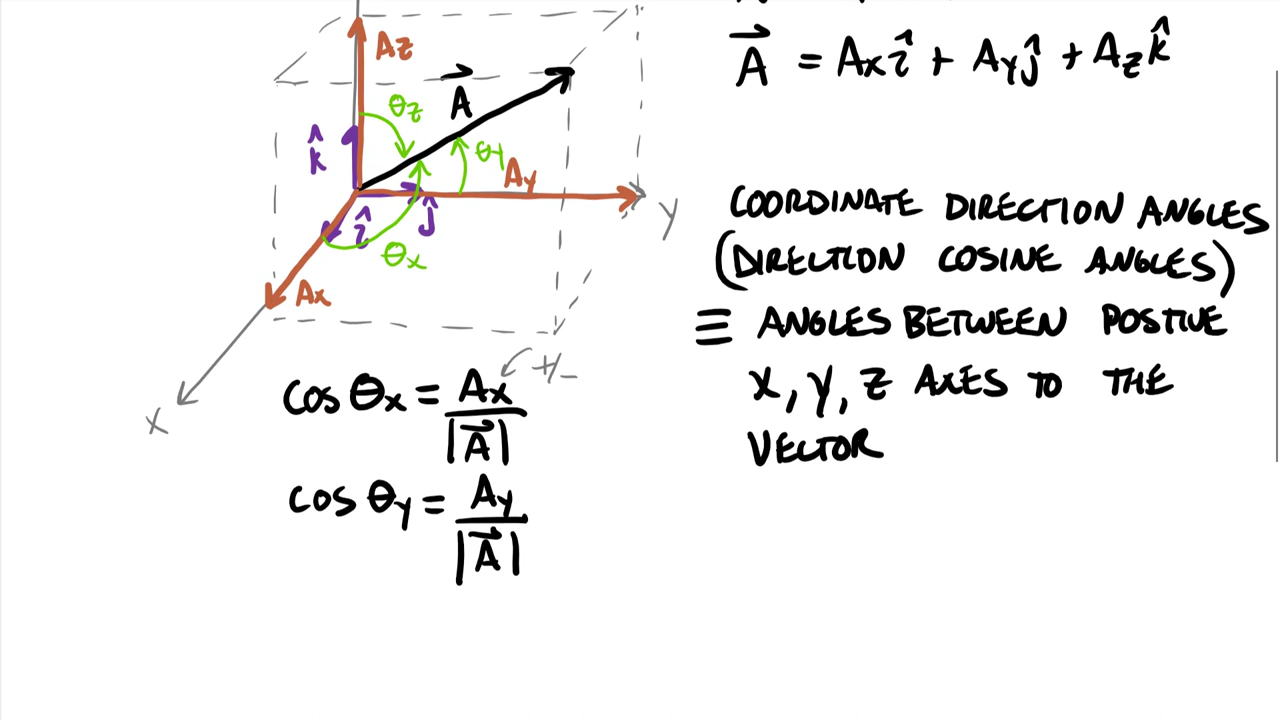 Az
A⃗
θz
k̂
θy
Ay
ĵ
î
y
θx
Ax
x
+/-
cos θx = Ax / |A⃗|
cos θy = Ay / |A⃗|
A⃗ = Axî + Ayĵ + Azk̂
COORDINATE DIRECTION ANGLES
(DIRECTION COSINE ANGLES)
≡ ANGLES BETWEEN POSTIVE
X, Y, Z AXES TO THE
VECTOR